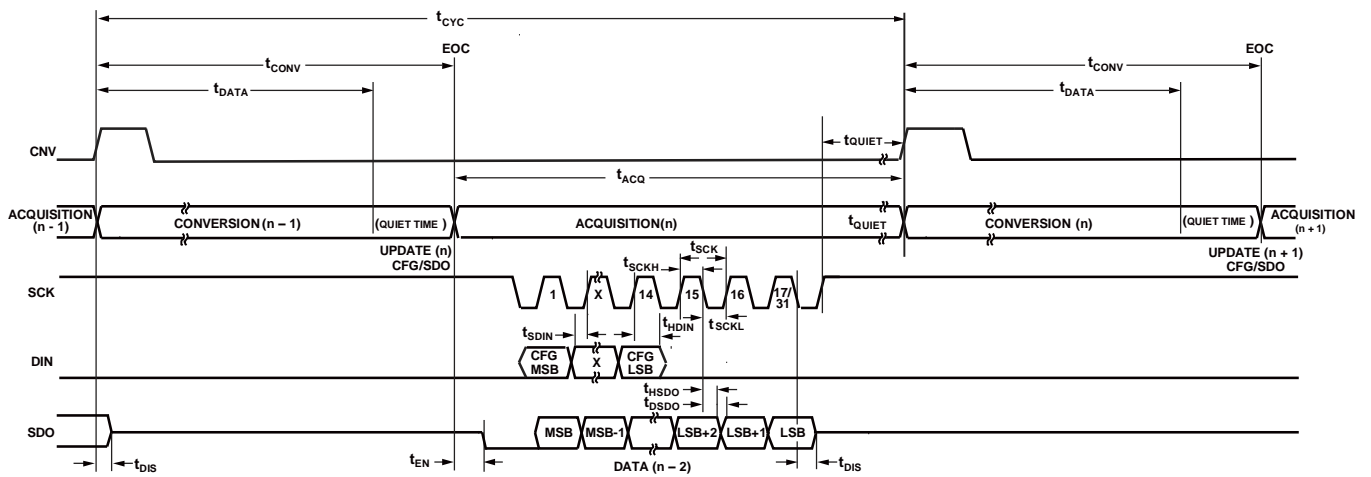 tCYC
EOC
EOC
tCONV
tCONV
tDATA
tDATA
CNV
tQUIET
tACQ
ACQUISITION
(n - 1)
CONVERSION (n – 1)
(QUIET TIME )
ACQUISITION(n)
tQUIET
CONVERSION (n)
(QUIET TIME )
ACQUISITION
(n + 1)
UPDATE (n)
CFG/SDO
UPDATE (n + 1)
CFG/SDO
tSCK
tSCKH
SCK
1
X
14
15
16
17/
31
tSDIN
tHDIN
tSCKL
DIN
CFG
MSB
X
CFG
LSB
tHSDO
tDSDO
SDO
MSB
MSB-1
LSB+2
LSB+1
LSB
tDIS
tEN
DATA (n – 2)
tDIS